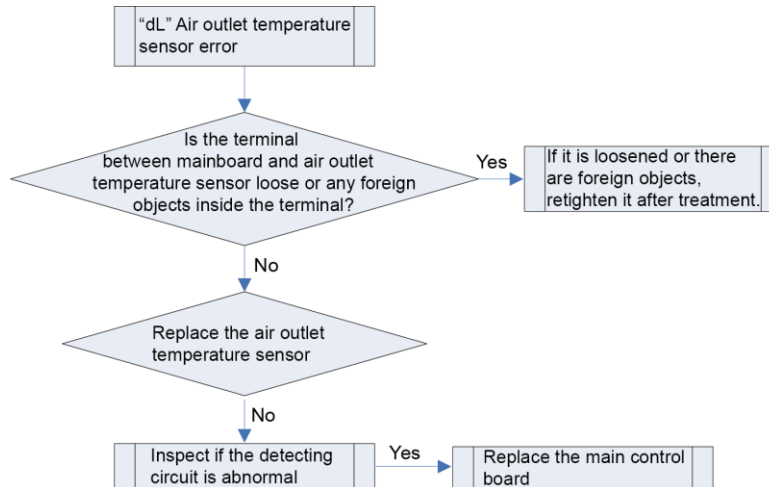 “dL” Air outlet temperature
sensor error
Is the terminal
between mainboard and air outlet
temperature sensor loose or any foreign
objects inside the terminal?
Yes
If it is loosened or there
are foreign objects,
retighten it after treatment.
No
Replace the air outlet
temperature sensor
No
Inspect if the detecting
circuit is abnormal
Yes
Replace the main control
board